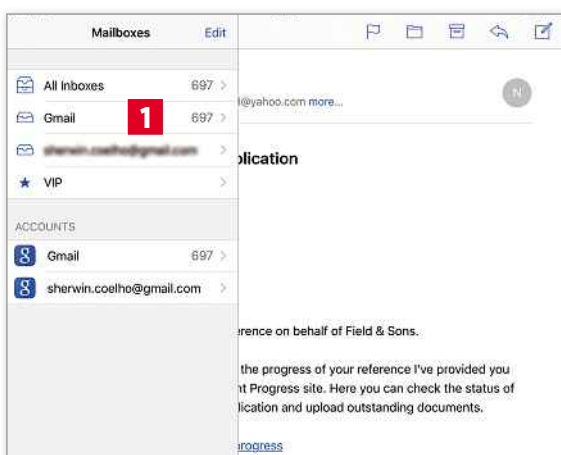 Mailboxes Edit
All Inboxes 697
Gmail 697
1
VIP
ACCOUNTS
Gmail 697
sherwin.coelho@gmail.com
N
l@yahoo.com more...
plication
erence on behalf of Field & Sons.
the progress of your reference I've provided you
nt Progress site. Here you can check the status of
lication and upload outstanding documents.
progress